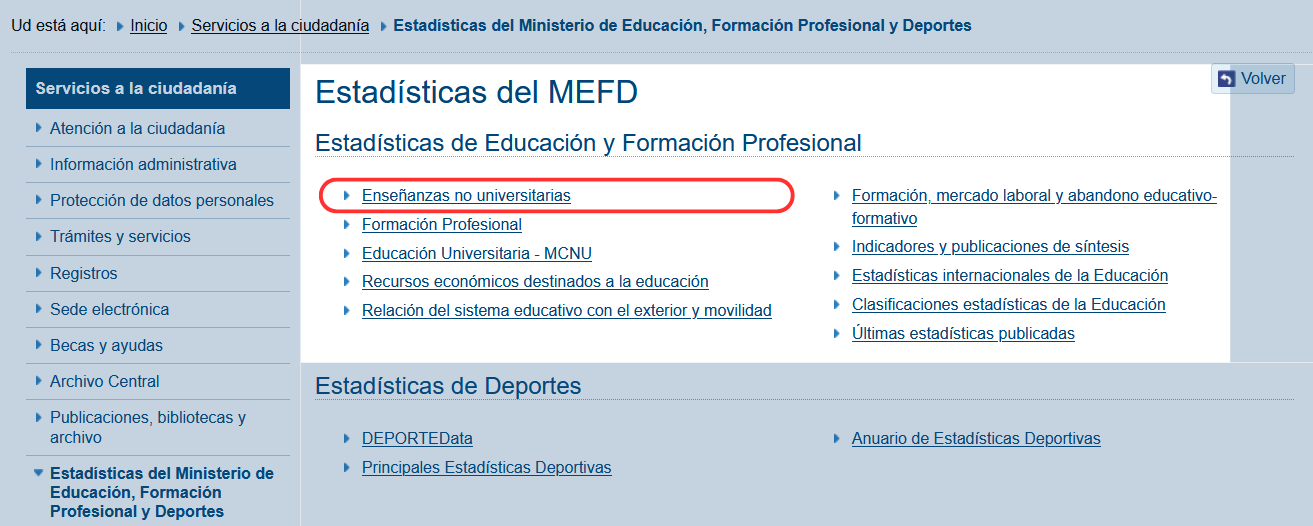 Ud está aquí: Inicio Servicios a la ciudadanía Estadísticas del Ministerio de Educación, Formación Profesional y Deportes
Servicios a la ciudadanía
Atención a la ciudadanía
Información administrativa
Protección de datos personales
Trámites y servicios
Registros
Sede electrónica
Becas y ayudas
Archivo Central
Publicaciones, bibliotecas y
archivo
Estadísticas del Ministerio de
Educación, Formación
Profesional y Deportes
Volver
Estadísticas del MEFD
Estadísticas de Educación y Formación Profesional
Enseñanzas no universitarias
Formación Profesional
Educación Universitaria - MCNU
Recursos económicos destinados a la educación
Relación del sistema educativo con el exterior y movilidad
Formación, mercado laboral y abandono educativo-
formativo
Indicadores y publicaciones de síntesis
Estadísticas internacionales de la Educación
Clasificaciones estadísticas de la Educación
Últimas estadísticas publicadas
Estadísticas de Deportes
DEPORTEData
Principales Estadísticas Deportivas
Anuario de Estadísticas Deportivas